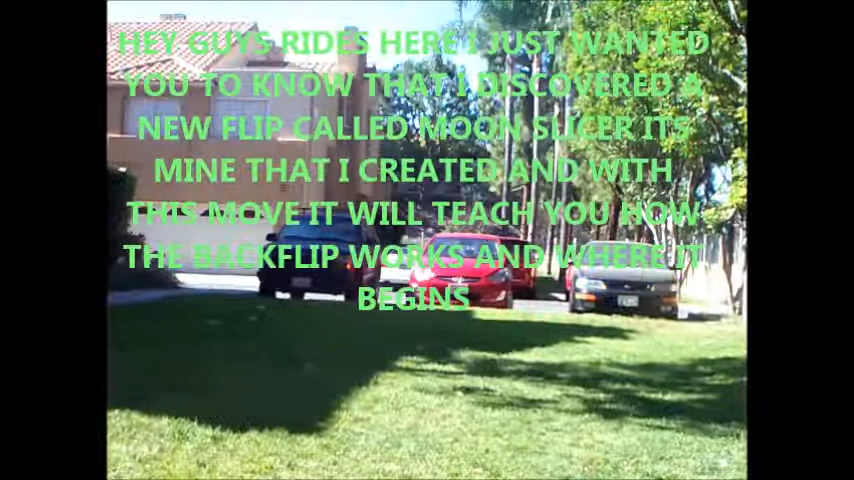 HEY GUYS RIDES HERE I JUST WANTED
YOU TO KNOW THAT I DISCOVERED A
NEW FLIP CALLED MOON SLICER ITS
MINE THAT I CREATED AND WITH
THIS MOVE IT WILL TEACH YOU HOW
THE BACKFLIP WORKS AND WHERE IT
BEGINS